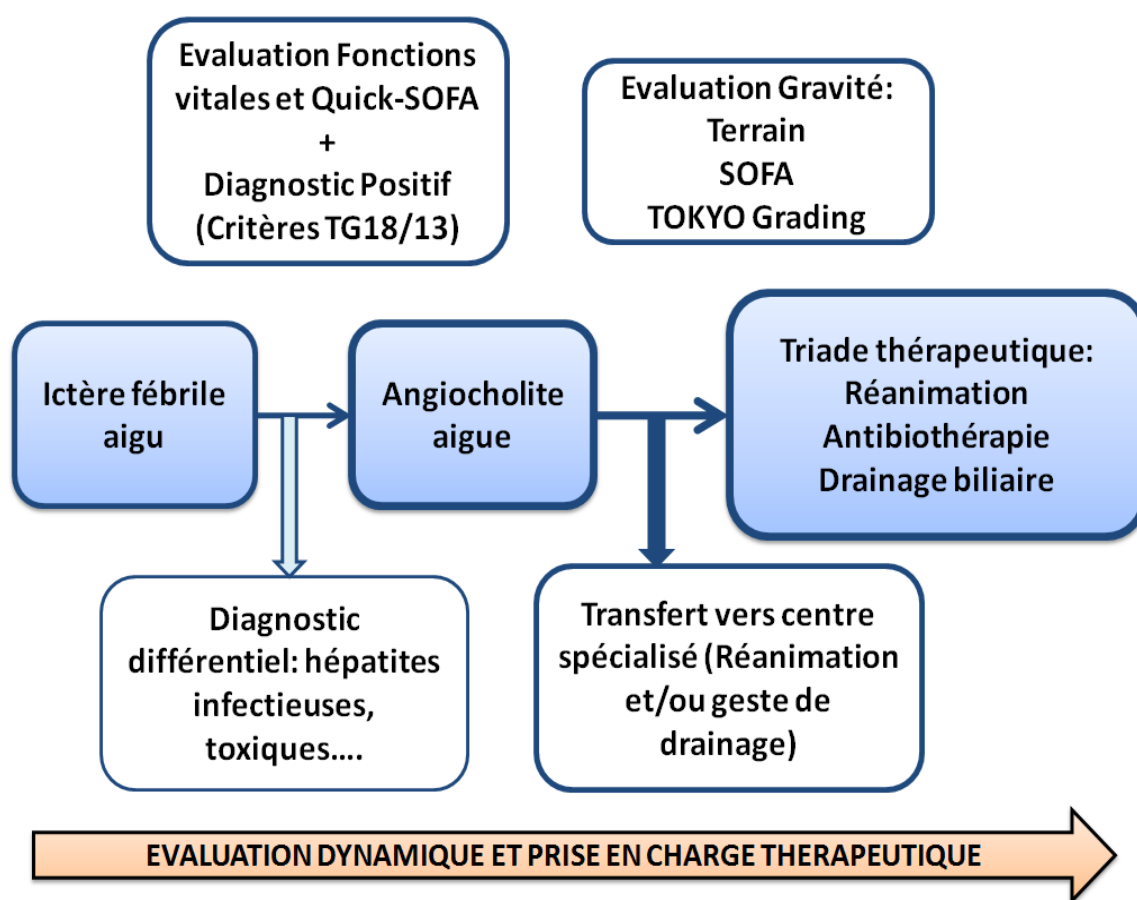 Evaluation Fonctions
vitales et Quick-SOFA
+
Diagnostic Positif
(Critères TG18/13)
Evaluation Gravité:
Terrain
SOFA
TOKYO Grading
Ictère fébrile
aigu
Angiocholite
aigue
Triade thérapeutique:
Réanimation
Antibiothérapie
Drainage biliaire
Diagnostic
différentiel: hépatites
infectieuses,
toxiques....
Transfert vers centre
spécialisé (Réanimation
et/ou geste de
drainage)
EVALUATION DYNAMIQUE ET PRISE EN CHARGE THERAPEUTIQUE